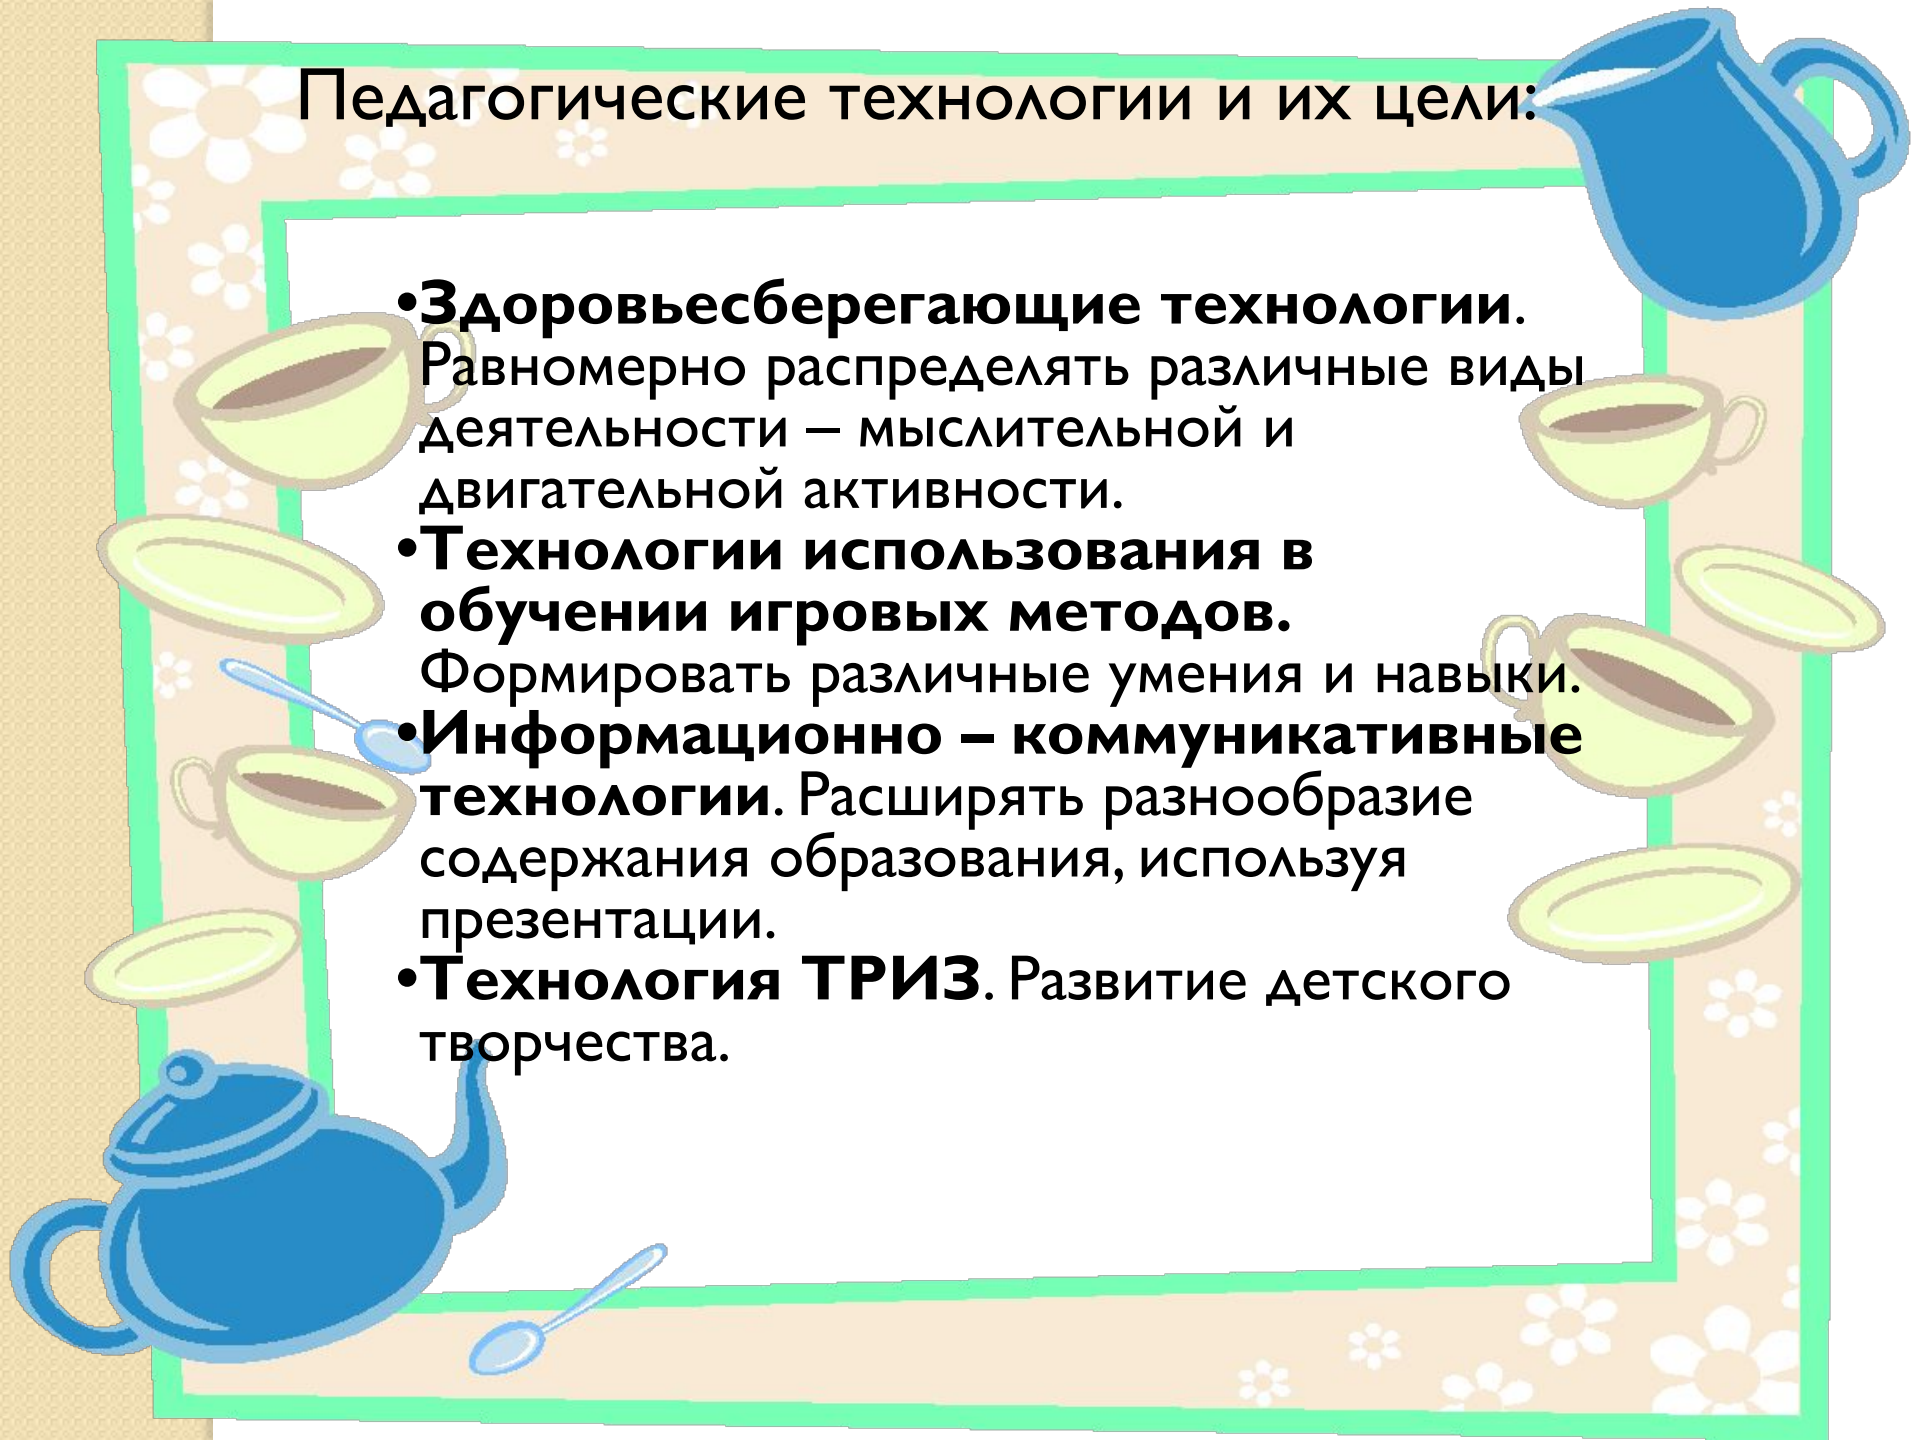 Педагогические технологии и их цели:
•Здоровьесберегающие технологии.
Равномерно распределять различные виды
деятельности – мыслительной и
двигательной активности.
•Технологии использования в
обучении игровых методов.
Формировать различные умения и навыки.
•Информационно – коммуникативные
технологии. Расширять разнообразие
содержания образования, используя
презентации.
•Технология ТРИЗ. Развитие детского
творчества.